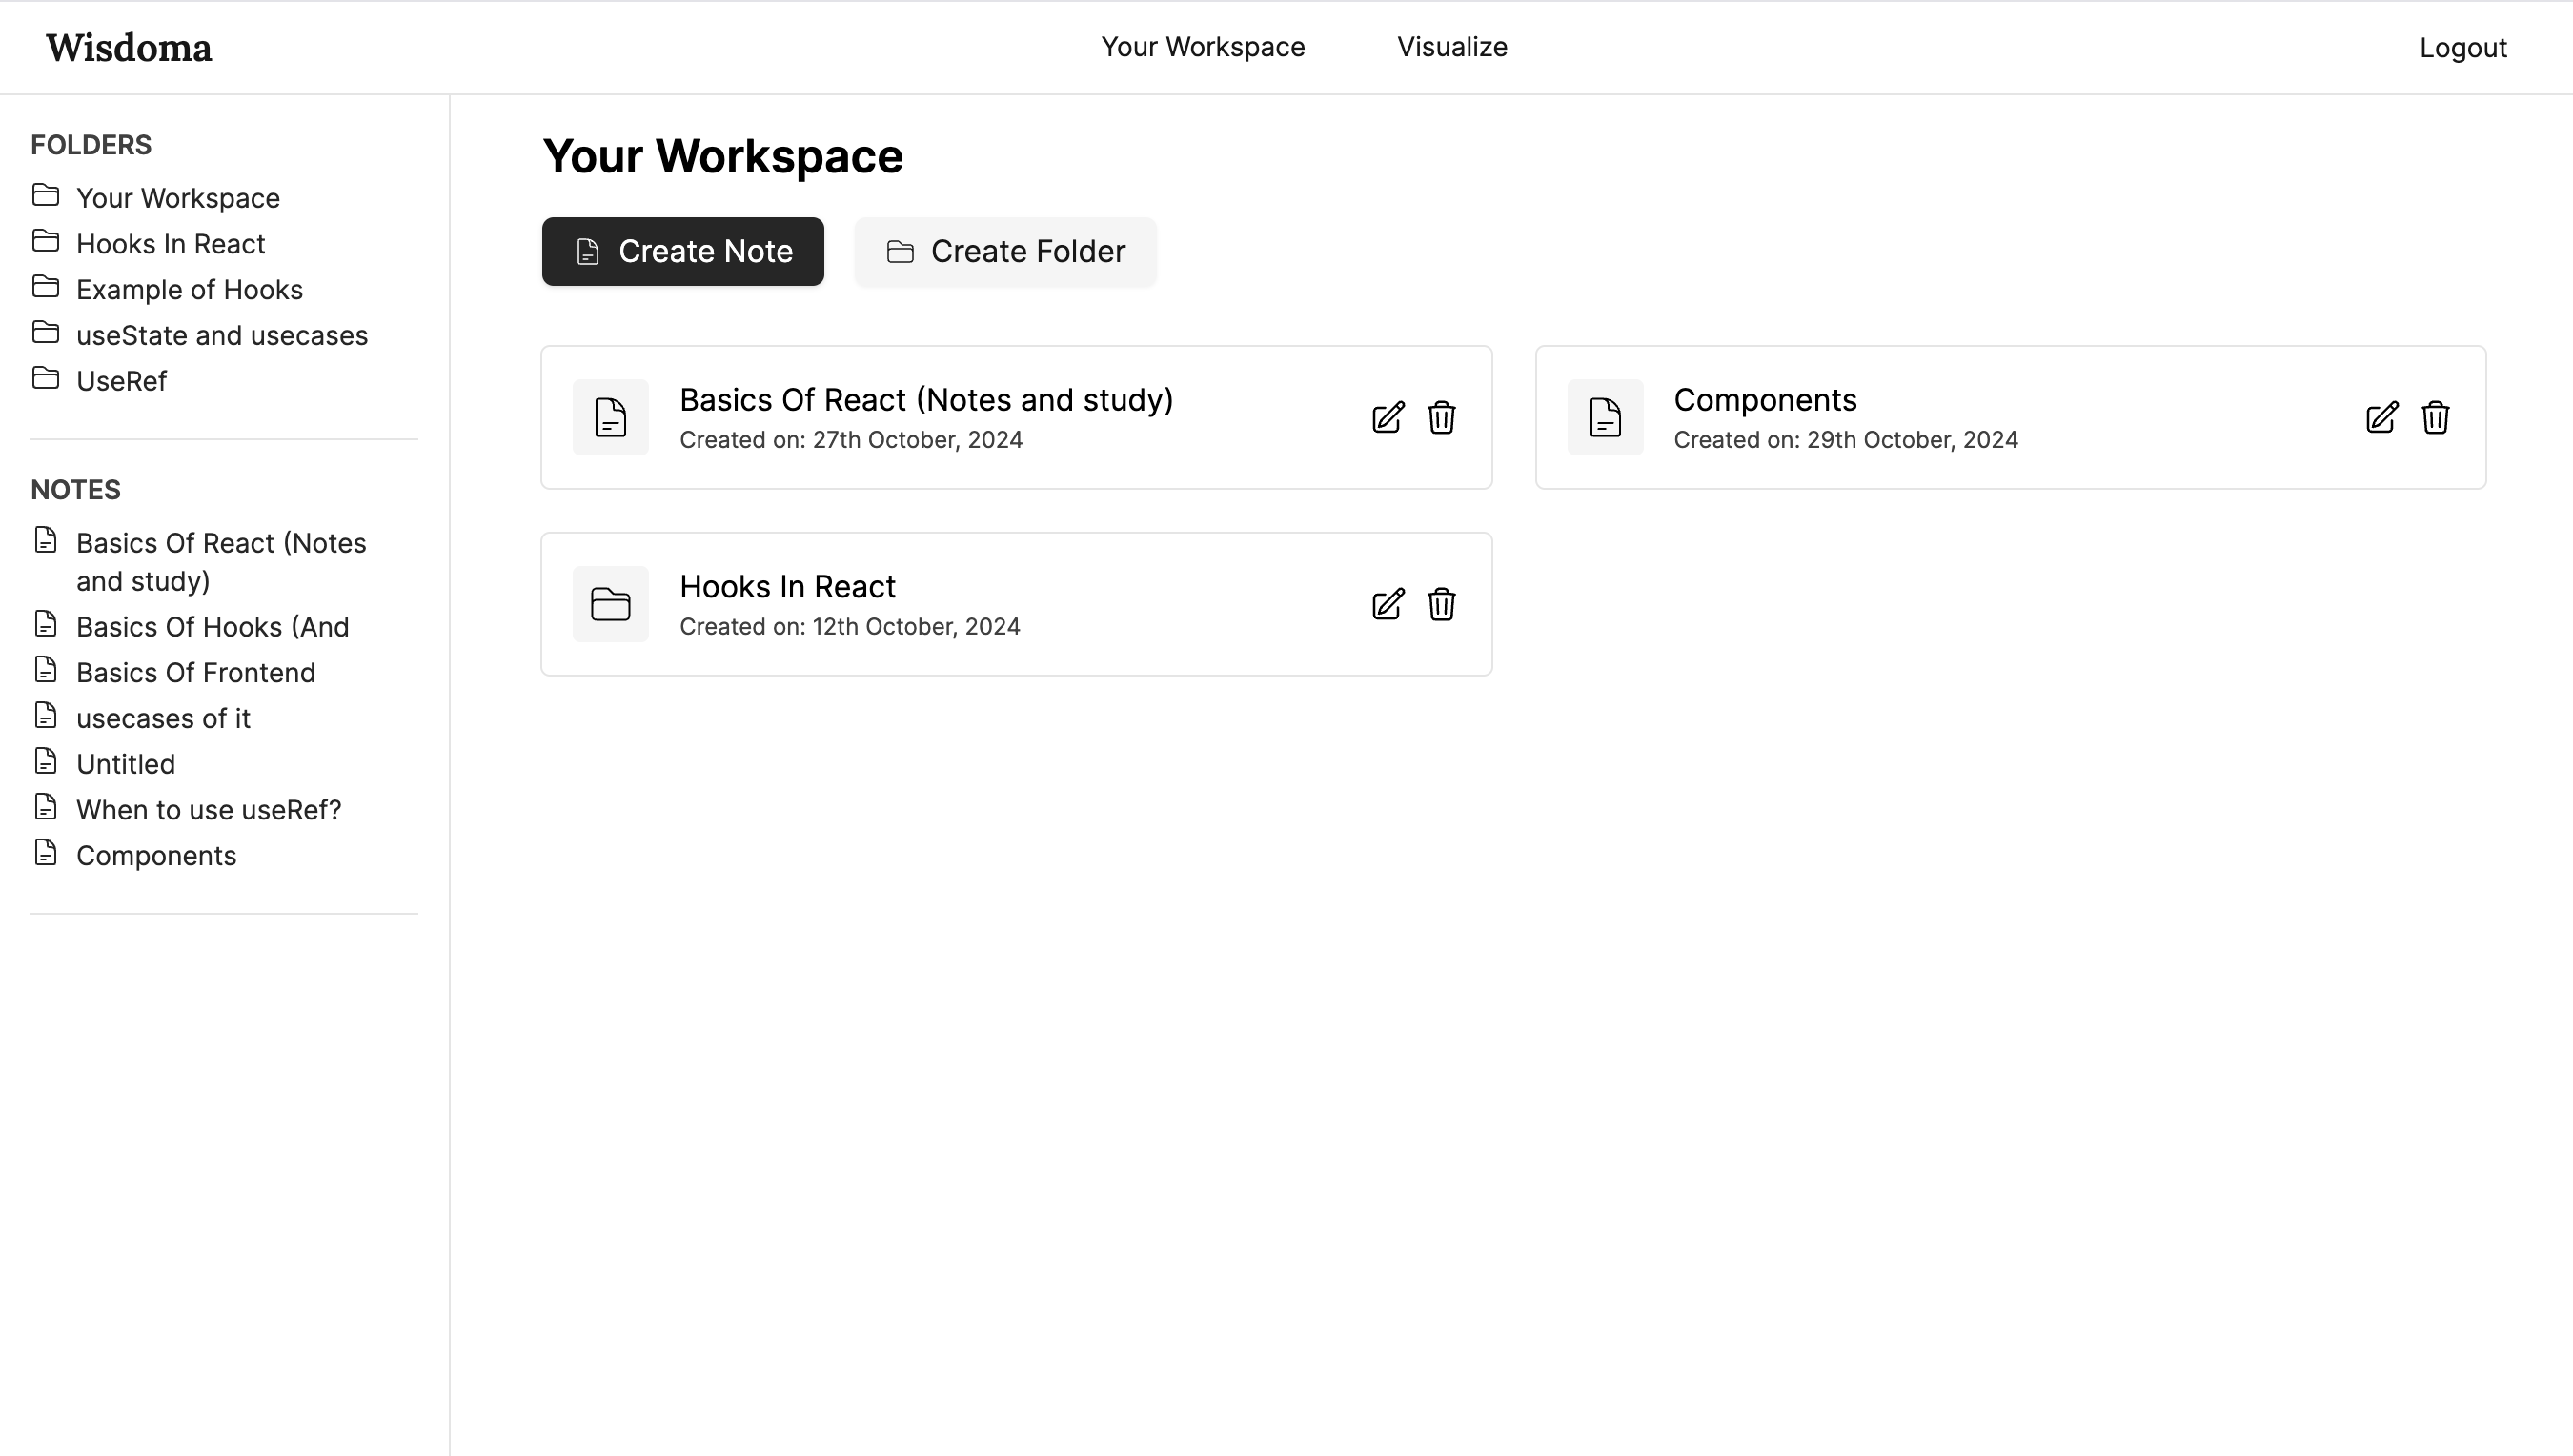 Wisdoma
Your Workspace
Visualize
Logout
FOLDERS
Your Workspace
Hooks In React
Example of Hooks
useState and usecases
UseRef
NOTES
Basics Of React (Notes
and study)
Basics Of Hooks (And
Basics Of Frontend
usecases of it
Untitled
When to use useRef?
Components
Your Workspace
Create Note
Create Folder
Basics Of React (Notes and study)
Created on: 27th October, 2024
Components
Created on: 29th October, 2024
Hooks In React
Created on: 12th October, 2024